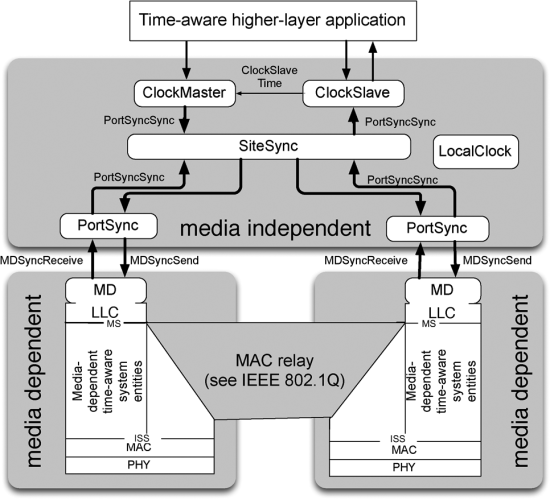 Time-aware higher-layer application
ClockSlave
Time
ClockMaster
ClockSlave
PortSyncSync
PortSyncSync
SiteSync
LocalClock
PortSyncSync
PortSyncSync
PortSync
media independent
PortSync
MDSyncReceive
MDSyncSend
MDSyncReceive
MDSyncSend
media dependent
MD
LLC
MS
Media-
dependent
time-aware
system
entities
ISS
MAC
PHY
MAC relay
(see IEEE 802.1Q)
MD
LLC
MS
Media-
dependent
time-aware
system
entities
ISS
MAC
PHY
media dependent